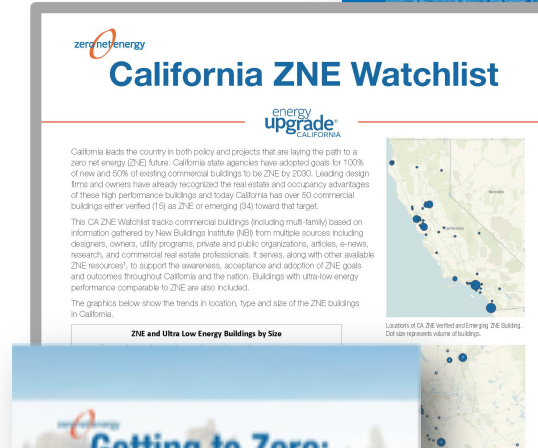 zero net energy
California ZNE Watchlist
energy
upgrade®
CALIFORNIA
California leads the country in both policy and projects that are laying the path to a
zero net energy (ZNE) future. California state agencies have adopted goals for 100%
of new and 50% of existing commercial buildings to be ZNE by 2030. Leading design
firms and owners have already recognized the real estate and occupancy advantages
of these high performance buildings and today California has over 50 commercial
buildings either verified (15) as ZNE or emerging (34) toward that target.
This CA ZNE Watchlist tracks commercial buildings (including multi-family) based on
information gathered by New Buildings Institute (NBI) from multiple sources including
designers, owners, utility programs, private and public organizations, articles, e-news,
research, and commercial real estate professionals. It serves, along with other available
ZNE resources¹, to support the awareness, acceptance and adoption of ZNE goals
and outcomes throughout California and the nation. Buildings with ultra-low energy
performance comparable to ZNE are also included.
The graphics below show the trends in location, type and size of the ZNE buildings
in California.
Nevada
California
Locations of CA ZNE Verified and Emerging ZNE Building.
Dot size represents volume of buildings.
ZNE and Ultra Low Energy Buildings by Size
zero net energy
Getting to Zero: